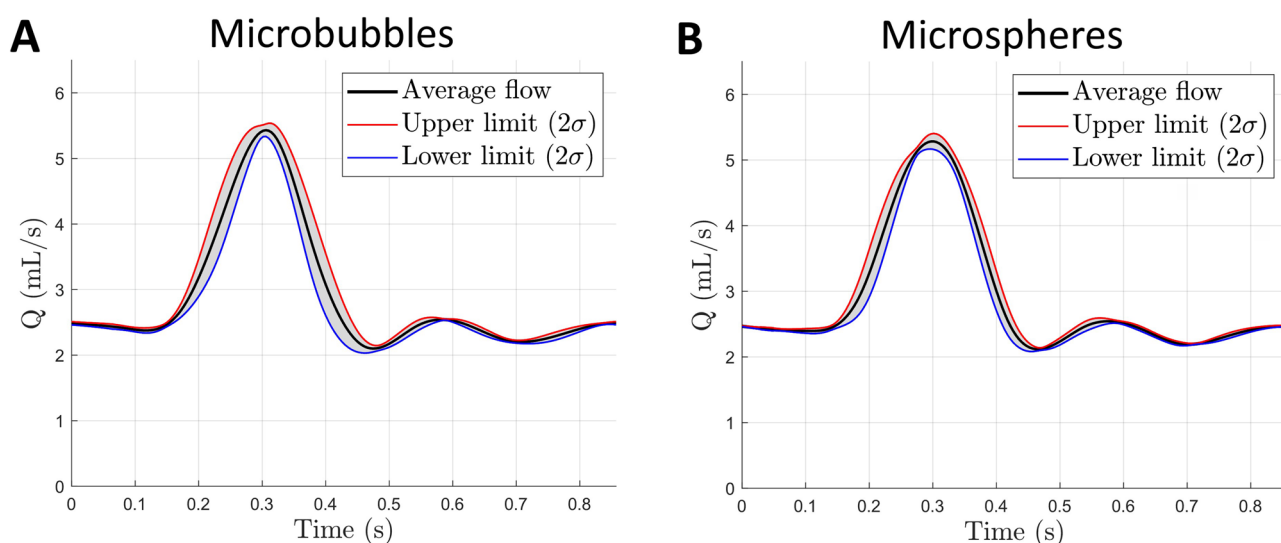 A
Microbubbles
Average flow
Upper limit (2σ)
Lower limit (2σ)
Q (mL/s)
6
5
4
3
2
1
0
0 0.1 0.2 0.3 0.4 0.5 0.6 0.7 0.8
Time (s)
B
Microspheres
Average flow
Upper limit (2σ)
Lower limit (2σ)
Q (mL/s)
6
5
4
3
2
1
0
0 0.1 0.2 0.3 0.4 0.5 0.6 0.7 0.8
Time (s)